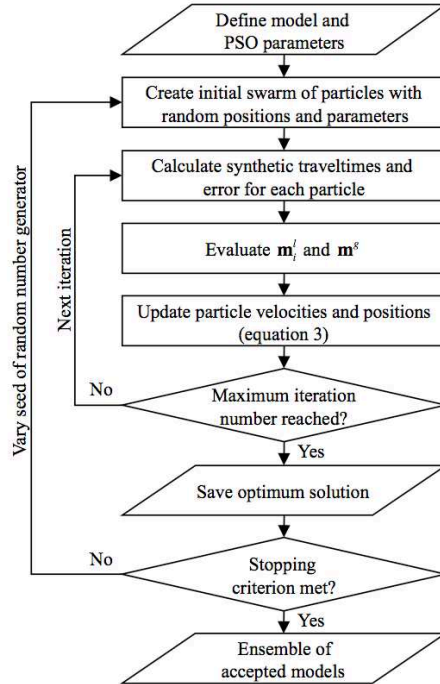 Define model and
PSO parameters
Create initial swarm of particles with
random positions and parameters
Calculate synthetic traveltimes and
error for each particle
Evaluate m_i^l and m^g
Update particle velocities and positions
(equation 3)
Maximum iteration
number reached?
No
Yes
Next iteration
Save optimum solution
Stopping
criterion met?
No
Yes
Vary seed of random number generator
Ensemble of
accepted models